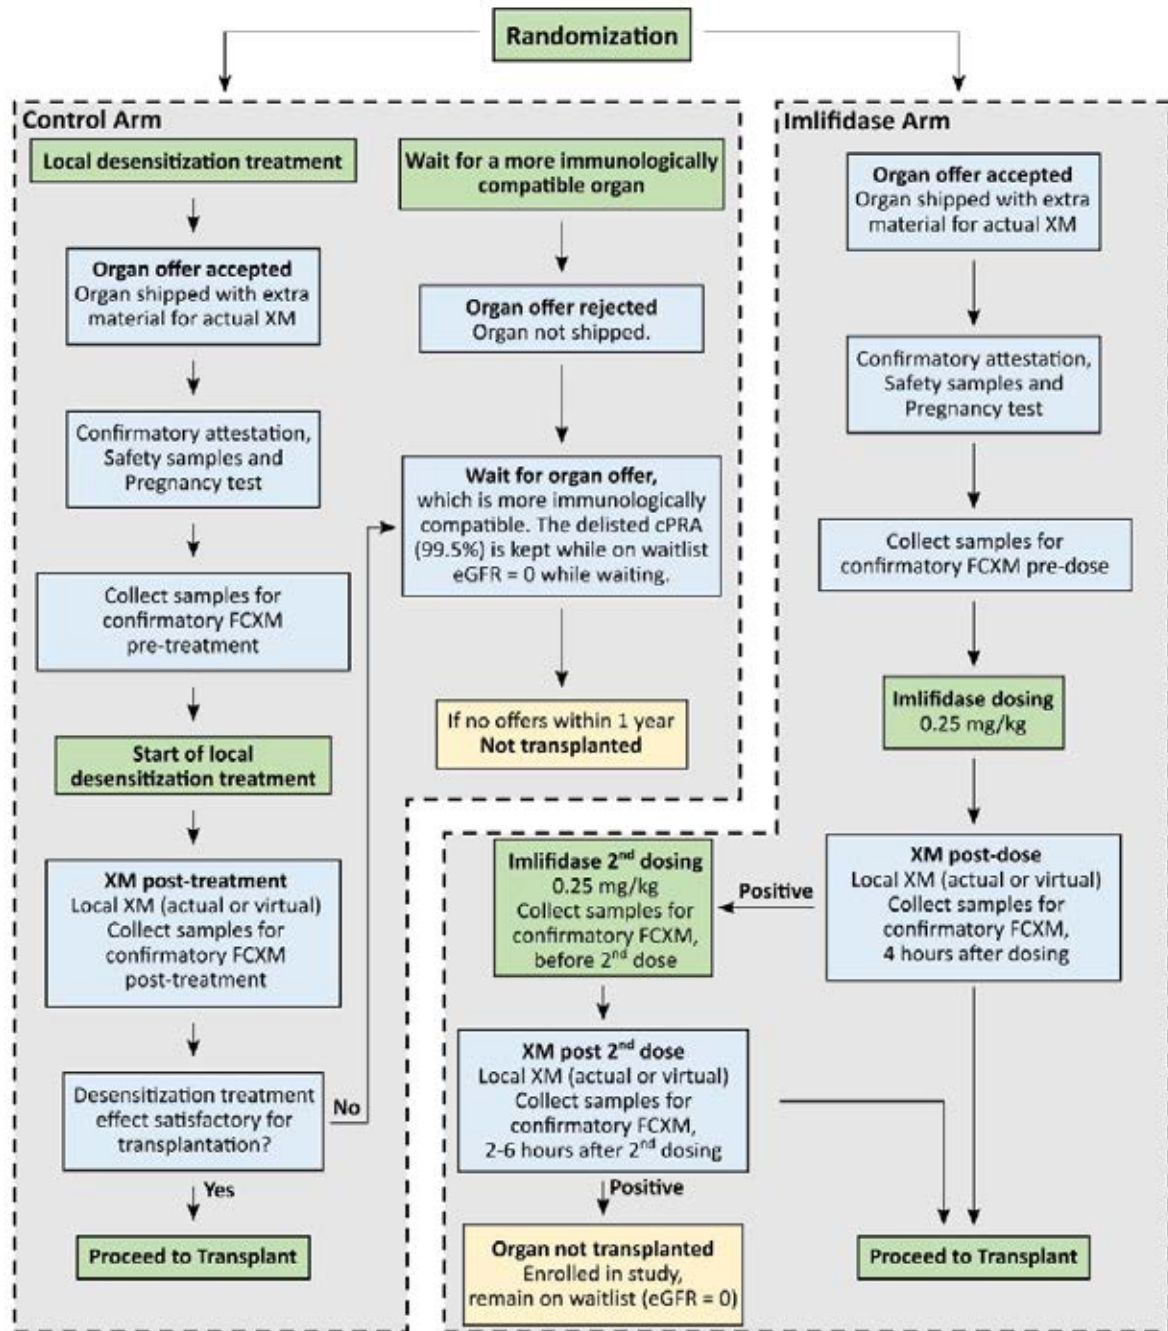 Randomization
Control Arm
Local desensitization treatment
Organ offer accepted
Organ shipped with extra
material for actual XM
Confirmatory attestation,
Safety samples and
Pregnancy test
Collect samples for
confirmatory FCXM
pre-treatment
Start of local
desensitization treatment
XM post-treatment
Local XM (actual or virtual)
Collect samples for
confirmatory FCXM
post-treatment
Desensitization treatment
effect satisfactory for
transplantation?
No
Yes
Proceed to Transplant
Wait for a more immunologically
compatible organ
Organ offer rejected
Organ not shipped.
Wait for organ offer,
which is more immunologically
compatible. The delisted cPRA
(99.5%) is kept while on waitlist
eGFR = 0 while waiting.
If no offers within 1 year
Not transplanted
Imlifidase Arm
Organ offer accepted
Organ shipped with extra
material for actual XM
Confirmatory attestation,
Safety samples and
Pregnancy test
Collect samples for
confirmatory FCXM pre-dose
Imlifidase dosing
0.25 mg/kg
XM post-dose
Local XM (actual or virtual)
Collect samples for
confirmatory FCXM,
4 hours after dosing
Positive
Imlifidase 2nd dosing
0.25 mg/kg
Collect samples for
confirmatory FCXM,
before 2nd dose
XM post 2nd dose
Local XM (actual or virtual)
Collect samples for
confirmatory FCXM,
2-6 hours after 2nd dosing
Positive
Organ not transplanted
Enrolled in study,
remain on waitlist (eGFR = 0)
Proceed to Transplant